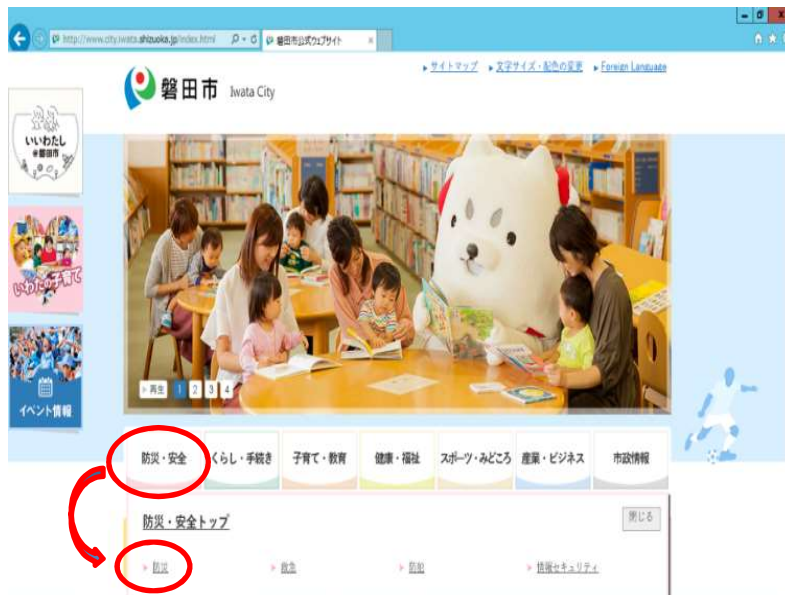 http://www.city.iwata.shizuoka.jp/index.html
磐田市公式ウェブサイト
サイトマップ
文字サイズ・配色の変更
Foreign Language
磐田市 Iwata City
いいわたし
@磐田市
いわたの子育て
イベント情報
再生 1 2 3 4
防災・安全 くらし・手続き 子育て・教育 健康・福祉 スポーツ・みどころ 産業・ビジネス 市政情報
防災・安全トップ
閉じる
防災 救急 防犯 情報セキュリティ